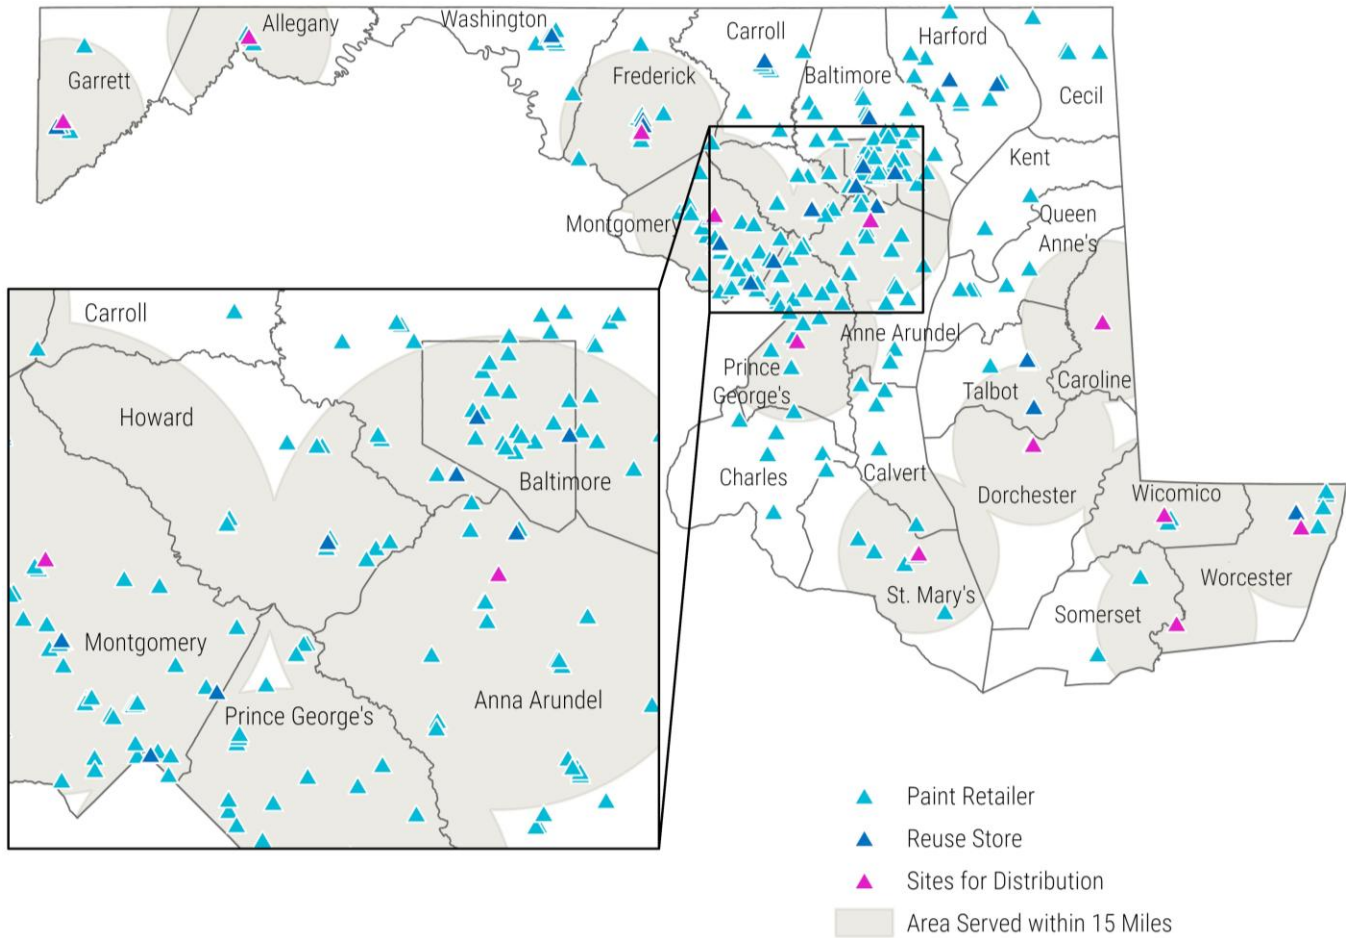 Allegany
Washington
Carroll
Harford
Garrett
Frederick
Baltimore
Cecil
Kent
Montgomery
Queen
Anne's
Carroll
Anne Arundel
Howard
Prince
George's
Talbot
Caroline
Charles
Calvert
Baltimore
Dorchester
Wicomico
Worcester
St. Mary's
Somerset
Montgomery
Prince George's
Anna Arundel
Paint Retailer
Reuse Store
Sites for Distribution
Area Served within 15 Miles